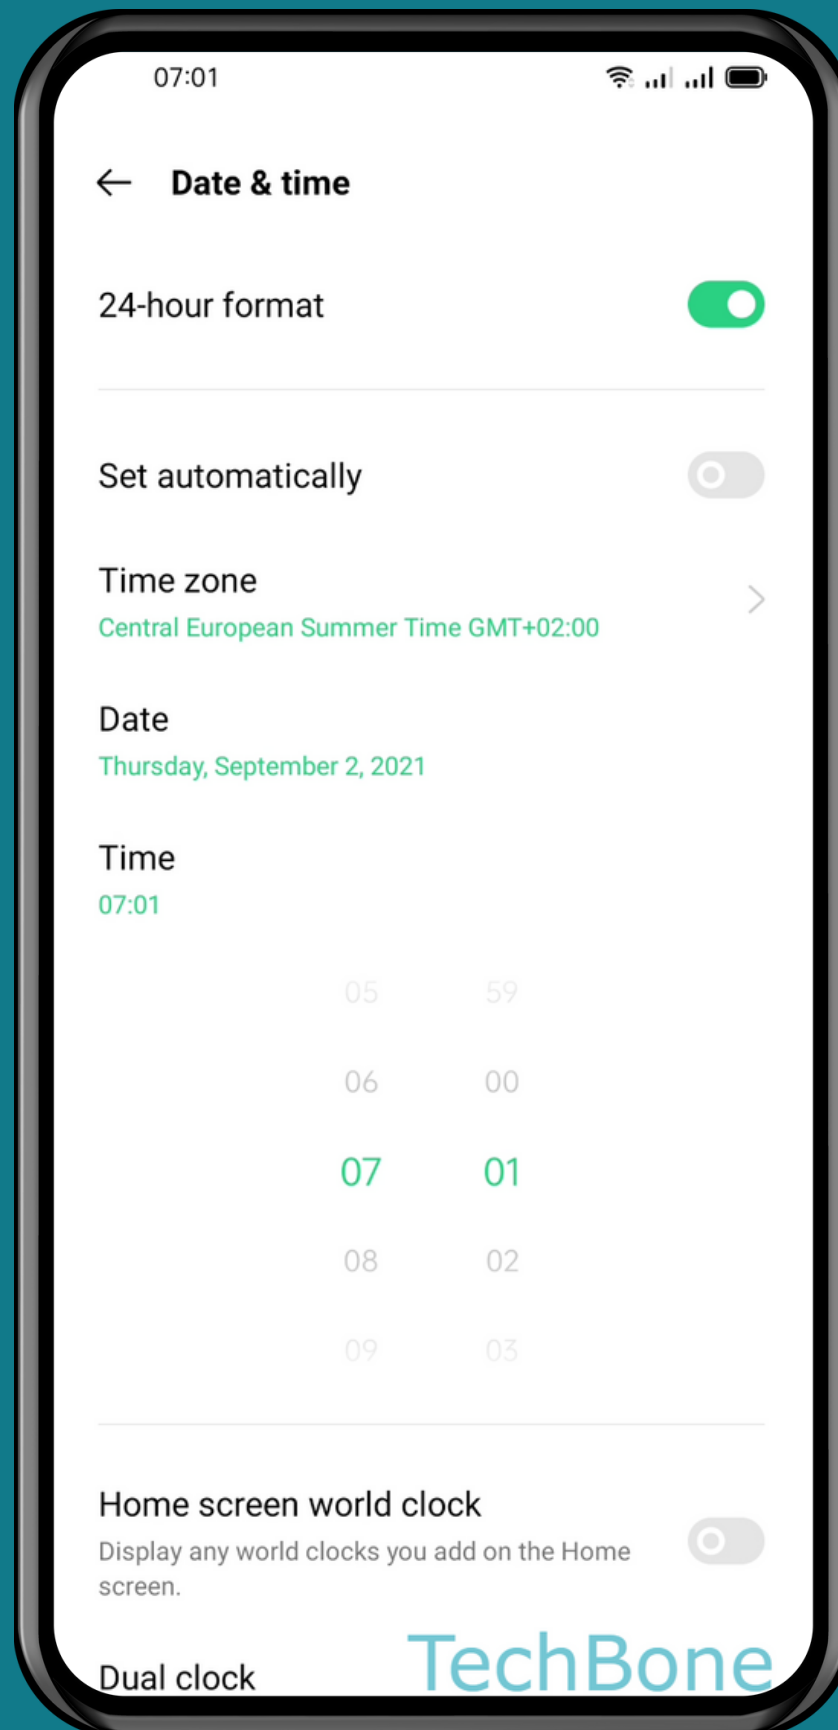 07:01
Date & time
24-hour format
Set automatically
Time zone
Central European Summer Time GMT+02:00
Date
Thursday, September 2, 2021
Time
07:01
05 59
06 00
07 01
08 02
09 03
Home screen world clock
Display any world clocks you add on the Home
screen.
Dual clock
TechBone